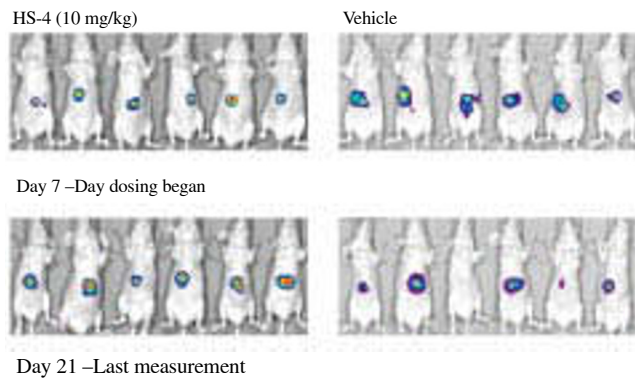 HS-4 (10 mg/kg)
Vehicle
Day 7 –Day dosing began
Day 21 –Last measurement